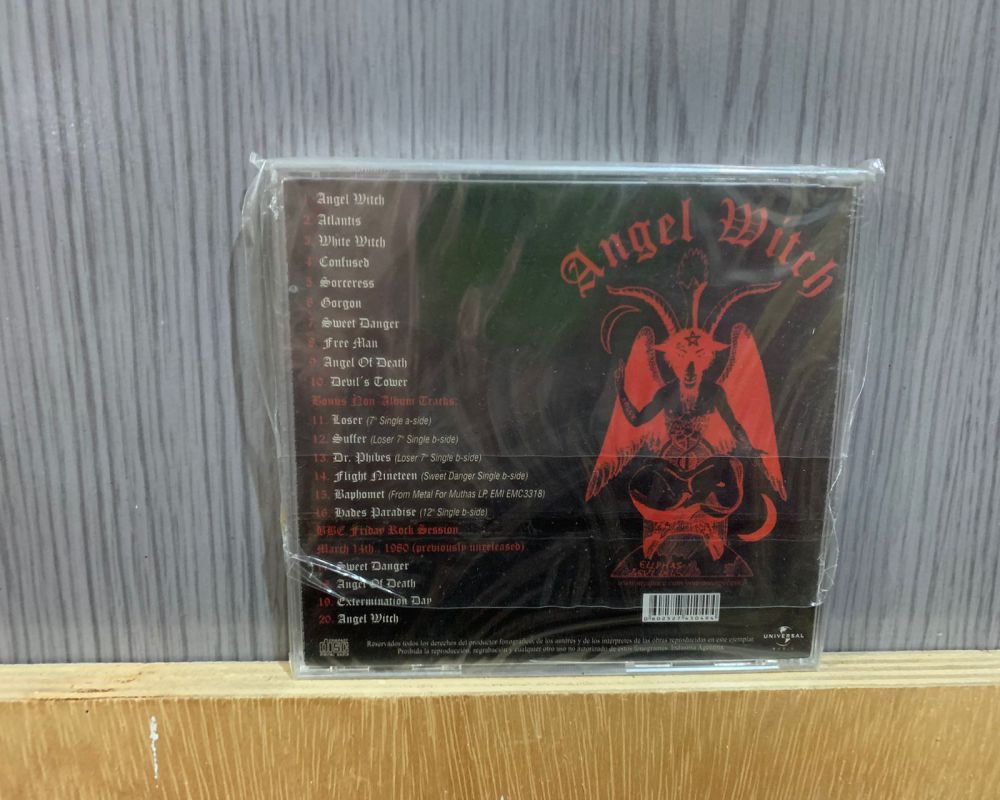 1. Angel Witch
2. Atlantis
3. White Witch
4. Confused
5. Sorceress
6. Gorgon
7. Sweet Danger
8. Free Man
9. Angel Of Death
10. Devil´s Tower
Bonus Non Album Tracks:
11. Loser (7" Single a-side)
12. Suffer (Loser 7" Single b-side)
13. Dr. Phibes (Loser 7" Single b-side)
14. Flight Nineteen (Sweet Danger Single b-side)
15. Baphomet (From Metal For Muthas LP, EMI EMC3318)
16. Hades Paradise (12" Single b-side)
BBC Friday Rock Session
March 14th 1980 (previously unreleased)
Sweet Danger
Angel Of Death
19. Extermination Day
20. Angel Witch
Angel Witch
ELIPHAS
COMPACT
disc
DIGITAL AUDIO
Reservados todos los derechos del productor fonográfico, de los autores y de los intérpretes de las obras reproducidas en este ejemplar.
Prohibida la reproducción, regrabación y cualquier otro uso no autorizado de estos fonogramas. Industria Argentina
UNIVERSAL